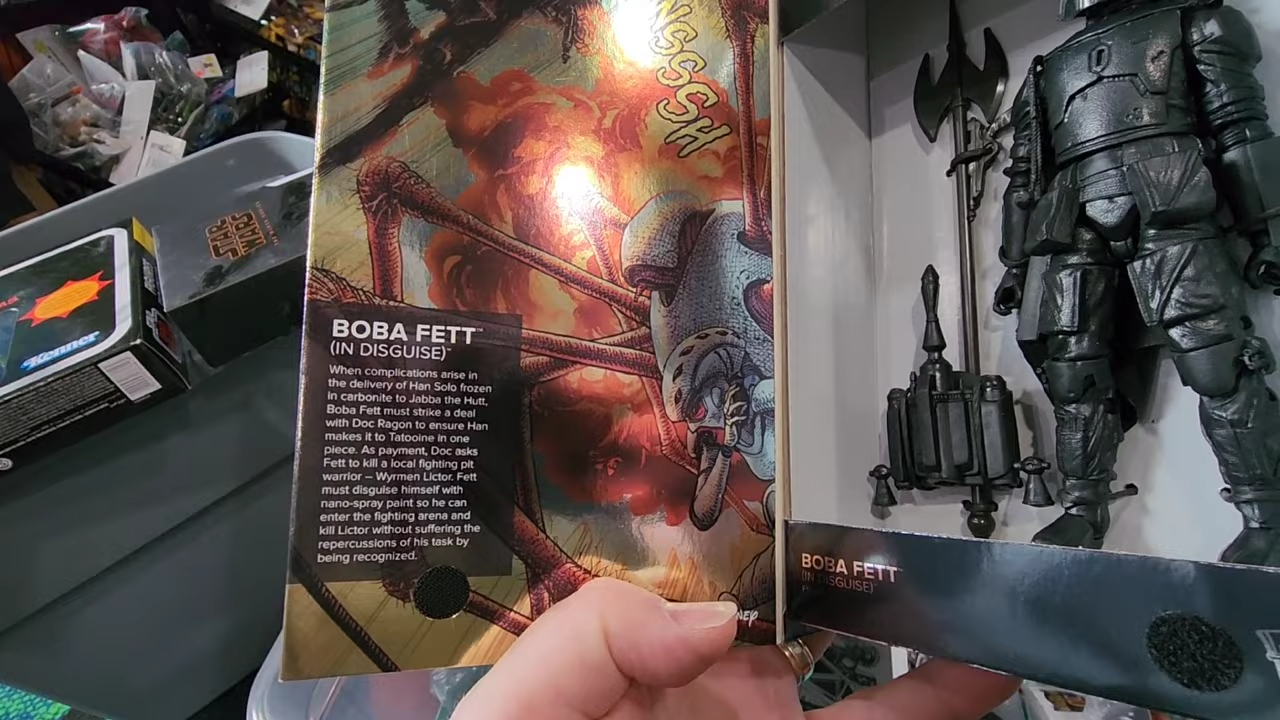 NSSSH
STAR
WARS
Kenner
BOBA FETT™
(IN DISGUISE)™
When complications arise in
the delivery of Han Solo frozen
in carbonite to Jabba the Hutt,
Boba Fett must strike a deal
with Doc Ragon to ensure Han
makes it to Tatooine in one
piece. As payment, Doc asks
Fett to kill a local fighting pit
warrior – Wyrmen Lictor. Fett
must disguise himself with
nano-spray paint so he can
enter the fighting arena and
kill Lictor without suffering the
repercussions of his task by
being recognized.
BOBA FETT™
(IN DISGUISE)™